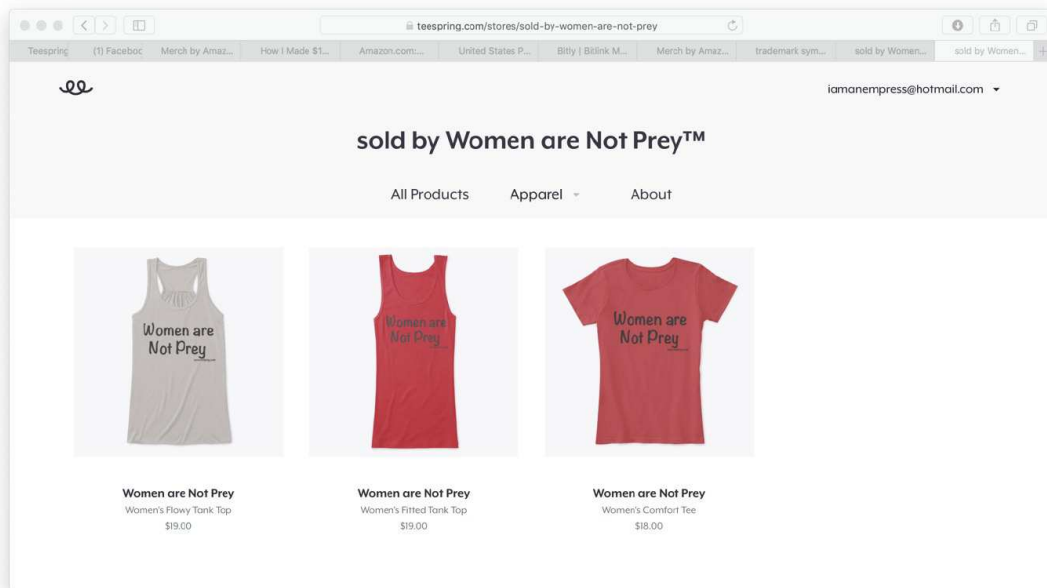 teespring.com/stores/sold-by-women-are-not-prey
Teespring
(1) Faceboc
Merch by Amaz...
How I Made $1...
Amazon.com:...
United States P...
Bitly | Bitlink M...
Merch by Amaz...
trademark sym...
sold by Women...
sold by Women...
iamanempress@hotmail.com
sold by Women are Not Prey™
All Products Apparel About
Women are
Not Prey
Women are
Not Prey
Women are
Not Prey
Women are Not Prey
Women's Flowy Tank Top
$19.00
Women are Not Prey
Women's Fitted Tank Top
$19.00
Women are Not Prey
Women's Comfort Tee
$18.00